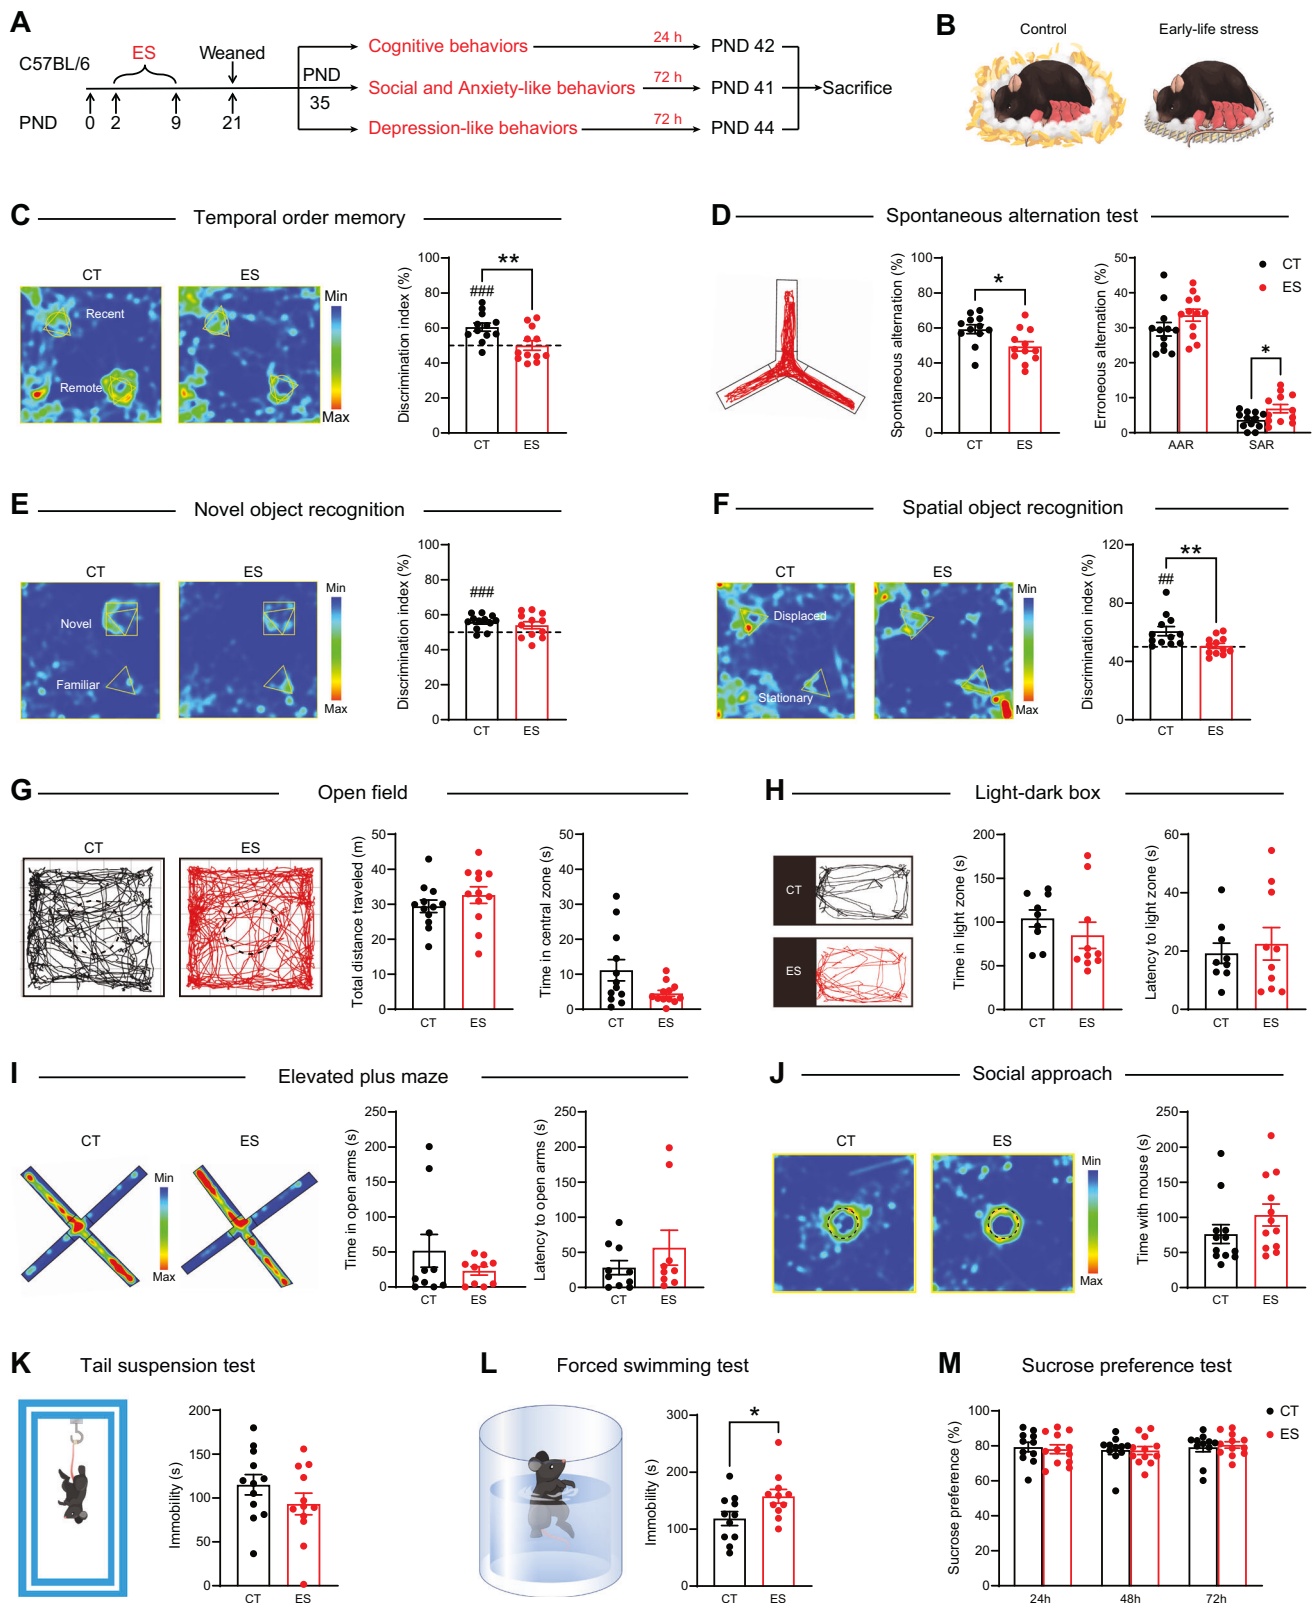 A
C57BL/6
ES
Weaned
PND
0
2
9
21
PND
35
Cognitive behaviors
24 h
PND 42
Social and Anxiety-like behaviors
72 h
PND 41
Sacrifice
Depression-like behaviors
72 h
PND 44
B
Control
Early-life stress
C
Temporal order memory
CT
ES
Recent
Remote
Min
Max
Discrimination index (%)
100
80
60
40
20
0
###
**
CT
ES
D
Spontaneous alternation test
Spontaneous alternation (%)
100
80
60
40
20
0
*
CT
ES
Erroneous alternation (%)
50
40
30
20
10
0
CT
ES
*
AAR
SAR
E
Novel object recognition
CT
ES
Novel
Familiar
Min
Max
Discrimination index (%)
100
80
60
40
20
0
###
CT
ES
F
Spatial object recognition
CT
ES
Displaced
Stationary
Min
Max
Discrimination index (%)
120
80
40
0
##
**
CT
ES
G
Open field
CT
ES
Total distance traveled (m)
50
40
30
20
10
0
CT
ES
Time in central zone (s)
50
40
30
20
10
0
CT
ES
H
Light-dark box
CT
ES
Time in light zone (s)
200
150
100
50
0
CT
ES
Latency to light zone (s)
60
40
20
0
CT
ES
I
Elevated plus maze
CT
ES
Min
Max
Time in open arms (s)
250
200
150
100
50
0
CT
ES
Latency to open arms (s)
250
200
150
100
50
0
CT
ES
J
Social approach
CT
ES
Min
Max
Time with mouse (s)
250
200
150
100
50
0
CT
ES
K
Tail suspension test
Immobility (s)
200
150
100
50
0
CT
ES
L
Forced swimming test
Immobility (s)
300
200
100
0
*
CT
ES
M
Sucrose preference test
Sucrose preference (%)
100
80
60
40
20
0
CT
ES
24h
48h
72h